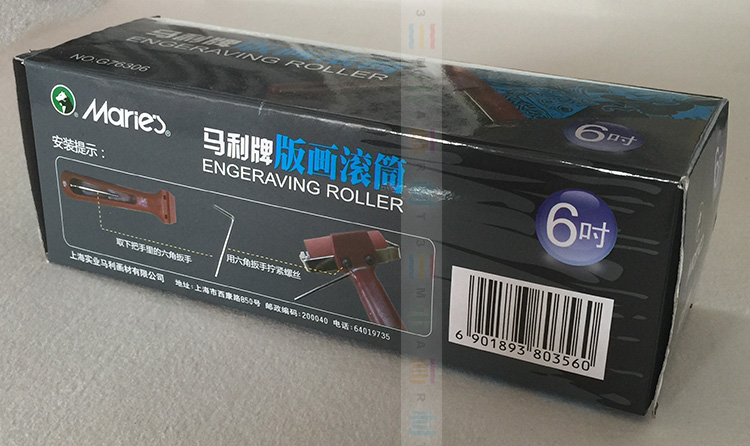 马利牌版画滚筒
ENGERAVING ROLLER
NO.G76306
6吋
Marie's
安装提示：
马利牌版画滚筒
ENGERAVING ROLLER
6吋
取下把手里的六角扳手
用六角扳手拧紧螺丝
上海实业马利画材有限公司 地址：上海市西康路850号 邮政编码：200040 电话：64019735
6 901893 803560